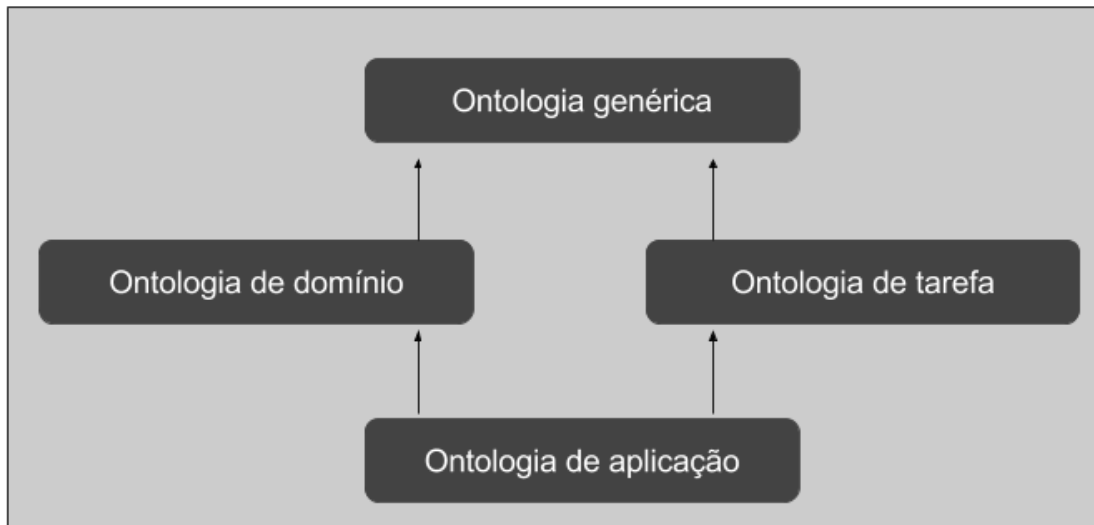 Ontologia genérica
Ontologia de domínio
Ontologia de tarefa
Ontologia de aplicação